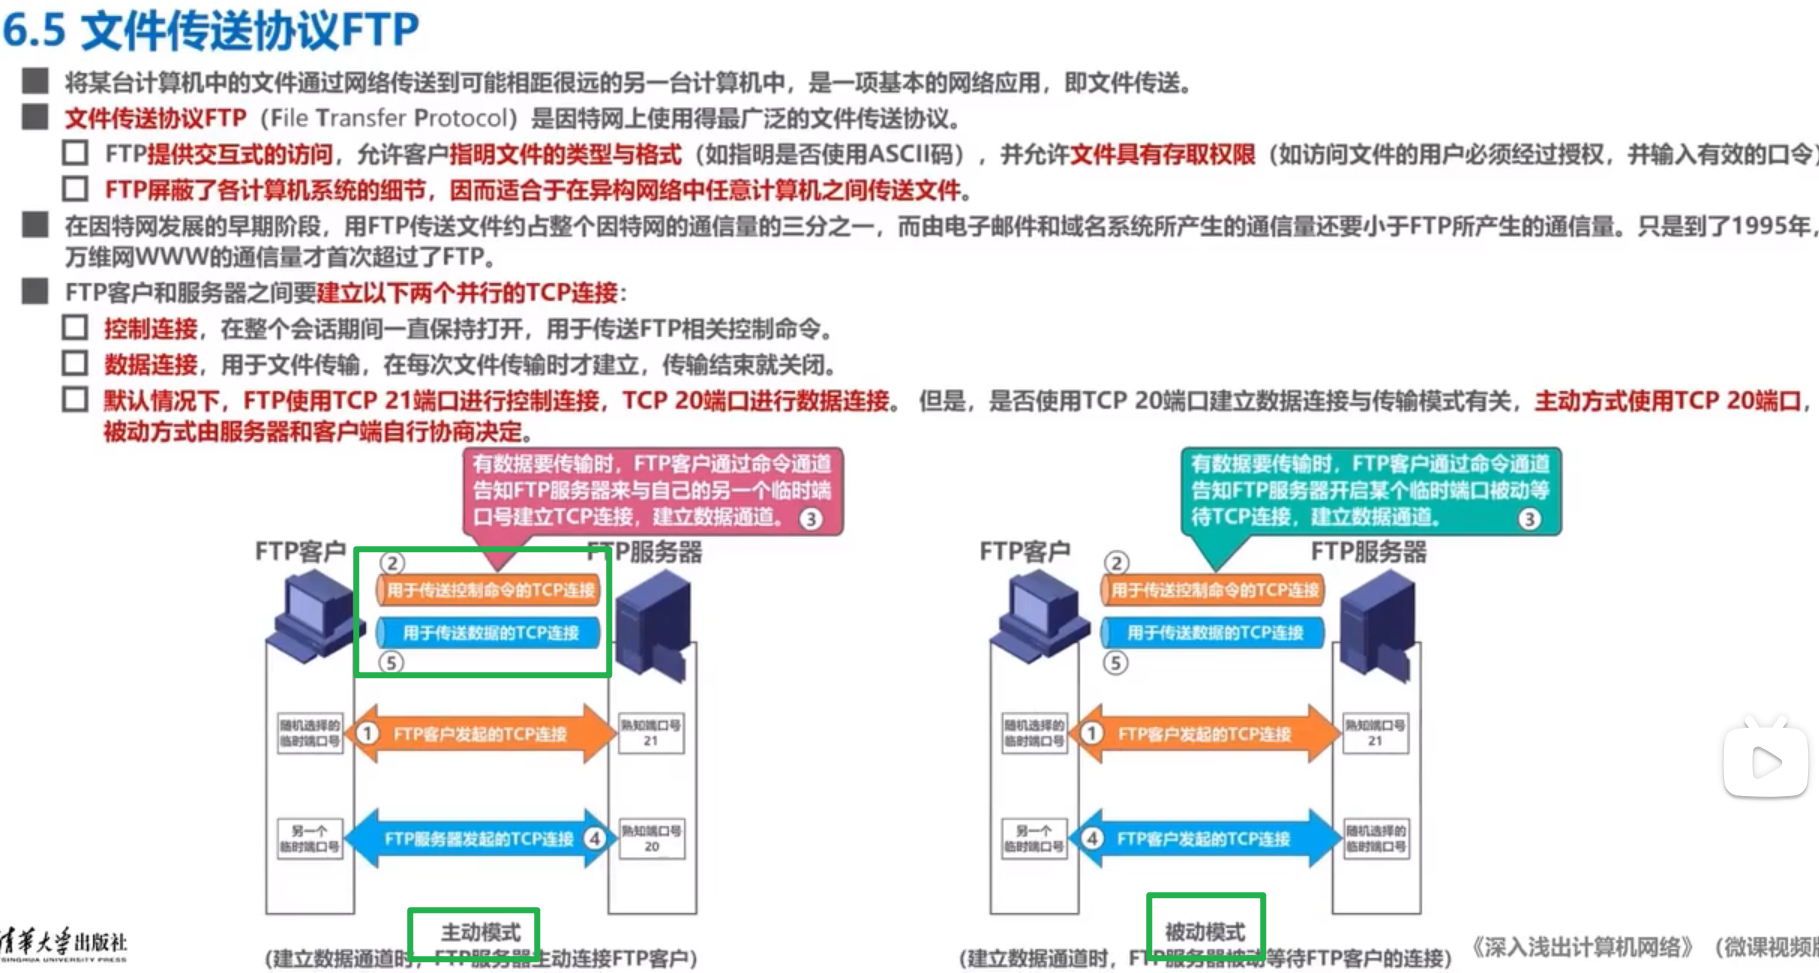 6.5 文件传送协议FTP
将某台计算机中的文件通过网络传送到可能相距很远的另一台计算机中，是一项基本的网络应用，即文件传送。
文件传送协议FTP（File Transfer Protocol）是因特网上使用得最广泛的文件传送协议。
FTP提供交互式的访问，允许客户指明文件的类型与格式（如指明是否使用ASCII码），并允许文件具有存取权限（如访问文件的用户必须经过授权，并输入有效的口令）
FTP屏蔽了各计算机系统的细节，因而适合于在异构网络中任意计算机之间传送文件。
在因特网发展的早期阶段，用FTP传送文件约占整个因特网的通信量的三分之一，而由电子邮件和域名系统所产生的通信量还要小于FTP所产生的通信量。只是到了1995年，
万维网WWW的通信量才首次超过了FTP。
FTP客户和服务器之间要建立以下两个并行的TCP连接：
控制连接，在整个会话期间一直保持打开，用于传送FTP相关控制命令。
数据连接，用于文件传输，在每次文件传输时才建立，传输结束就关闭。
默认情况下，FTP使用TCP 21端口进行控制连接，TCP 20端口进行数据连接。 但是，是否使用TCP 20端口建立数据连接与传输模式有关，主动方式使用TCP 20端口，
被动方式由服务器和客户端自行协商决定。
有数据要传输时，FTP客户通过命令通道
告知FTP服务器来与自己的另一个临时端
口号建立TCP连接，建立数据通道。 ③
FTP客户
FTP服务器
②
用于传送控制命令的TCP连接
用于传送数据的TCP连接
⑤
随机选择的
临时端口号
① FTP客户发起的TCP连接
熟知端口号
21
另一个
临时端口号
FTP服务器发起的TCP连接 ④
熟知端口号
20
主动模式
(建立数据通道时，FTP服务器主动连接FTP客户)
有数据要传输时，FTP客户通过命令通道
告知FTP服务器开启某个临时端口被动等
待TCP连接，建立数据通道。 ③
FTP客户
FTP服务器
②
用于传送控制命令的TCP连接
用于传送数据的TCP连接
⑤
随机选择的
临时端口号
① FTP客户发起的TCP连接
熟知端口号
21
另一个
临时端口号
④ FTP客户发起的TCP连接
随机选择的
临时端口号
被动模式
(建立数据通道时，FTP服务器被动等待FTP客户的连接)
清华大学出版社
TSINGHUA UNIVERSITY PRESS
《深入浅出计算机网络》（微课视频版